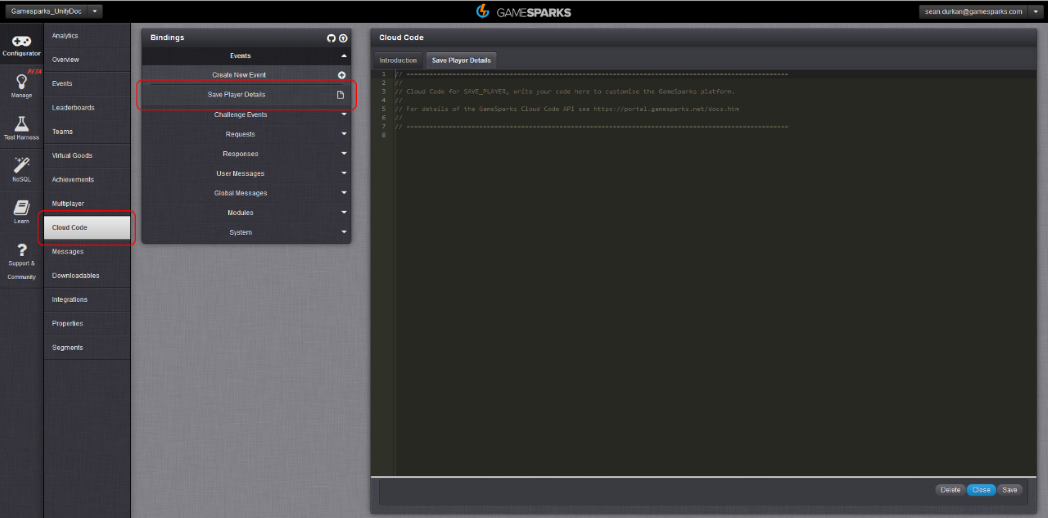 Gamesparks_UnityDoc
GAMESPARKS
sean.durkan@gamesparks.com
Configurator
BETA
Manage
Test Harness
NoSQL
Learn
Support &
Community
Analytics
Overview
Events
Leaderboards
Teams
Virtual Goods
Achievements
Multiplayer
Cloud Code
Messages
Downloadables
Integrations
Properties
Segments
Bindings
Events
Create New Event
Save Player Details
Challenge Events
Requests
Responses
User Messages
Global Messages
Modules
System
Cloud Code
Introduction Save Player Details
1 // ====================================================================================================
2 //
3 // Cloud Code for SAVE_PLAYER, write your code here to customise the GameSparks platform.
4 //
5 // For details of the GameSparks Cloud Code API see https://portal.gamesparks.net/docs.htm
6 //
7 // ====================================================================================================
8
Delete Close Save